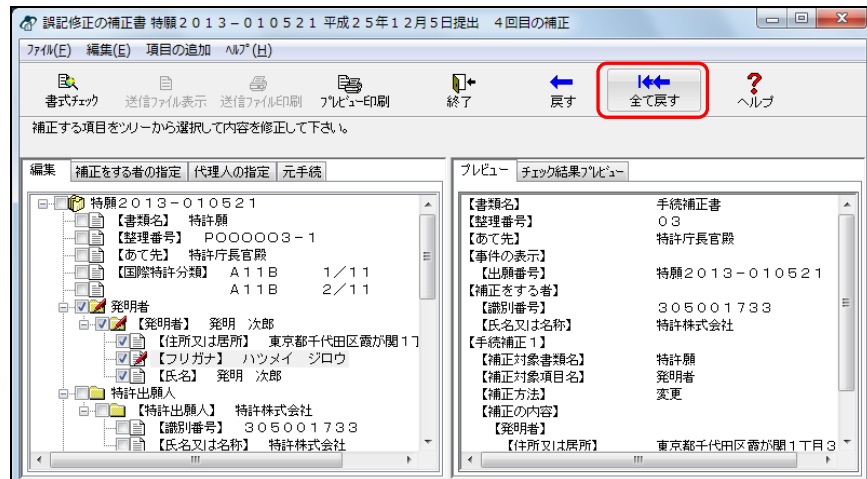 誤記修正の補正書 特願２０１３－０１０５２１ 平成２５年１２月５日提出 ４回目の補正
ﾌｧｲﾙ(F) 編集(E) 項目の追加 ﾍﾙﾌﾟ(H)
書式ﾁｪｯｸ 送信ﾌｧｲﾙ表示 送信ﾌｧｲﾙ印刷 ﾌﾟﾚﾋﾞｭｰ印刷 終了 戻す 全て戻す ヘルプ
補正する項目をツリーから選択して内容を修正して下さい。
編集 補正をする者の指定 代理人の指定 元手続
特願２０１３－０１０５２１
【書類名】 特許願
【整理番号】 Ｐ０００００３－１
【あて先】 特許庁長官殿
【国際特許分類】 Ａ１１Ｂ １／１１
Ａ１１Ｂ ２／１１
発明者
【発明者】 発明 次郎
【住所又は居所】 東京都千代田区霞が関１丁
【フリガナ】 ハツメイ ジロウ
【氏名】 発明 次郎
特許出願人
【特許出願人】 特許株式会社
【識別番号】 ３０５００１７３３
【氏名又は名称】 特許株式会社
プレビュー チェック結果ﾌﾟﾚﾋﾞｭｰ
【書類名】 手続補正書
【整理番号】 ０３
【あて先】 特許庁長官殿
【事件の表示】
【出願番号】 特願２０１３－０１０５２１
【補正をする者】
【識別番号】 ３０５００１７３３
【氏名又は名称】 特許株式会社
【手続補正１】
【補正対象書類名】 特許願
【補正対象項目名】 発明者
【補正方法】 変更
【補正の内容】
【発明者】
【住所又は居所】 東京都千代田区霞が関１丁目３